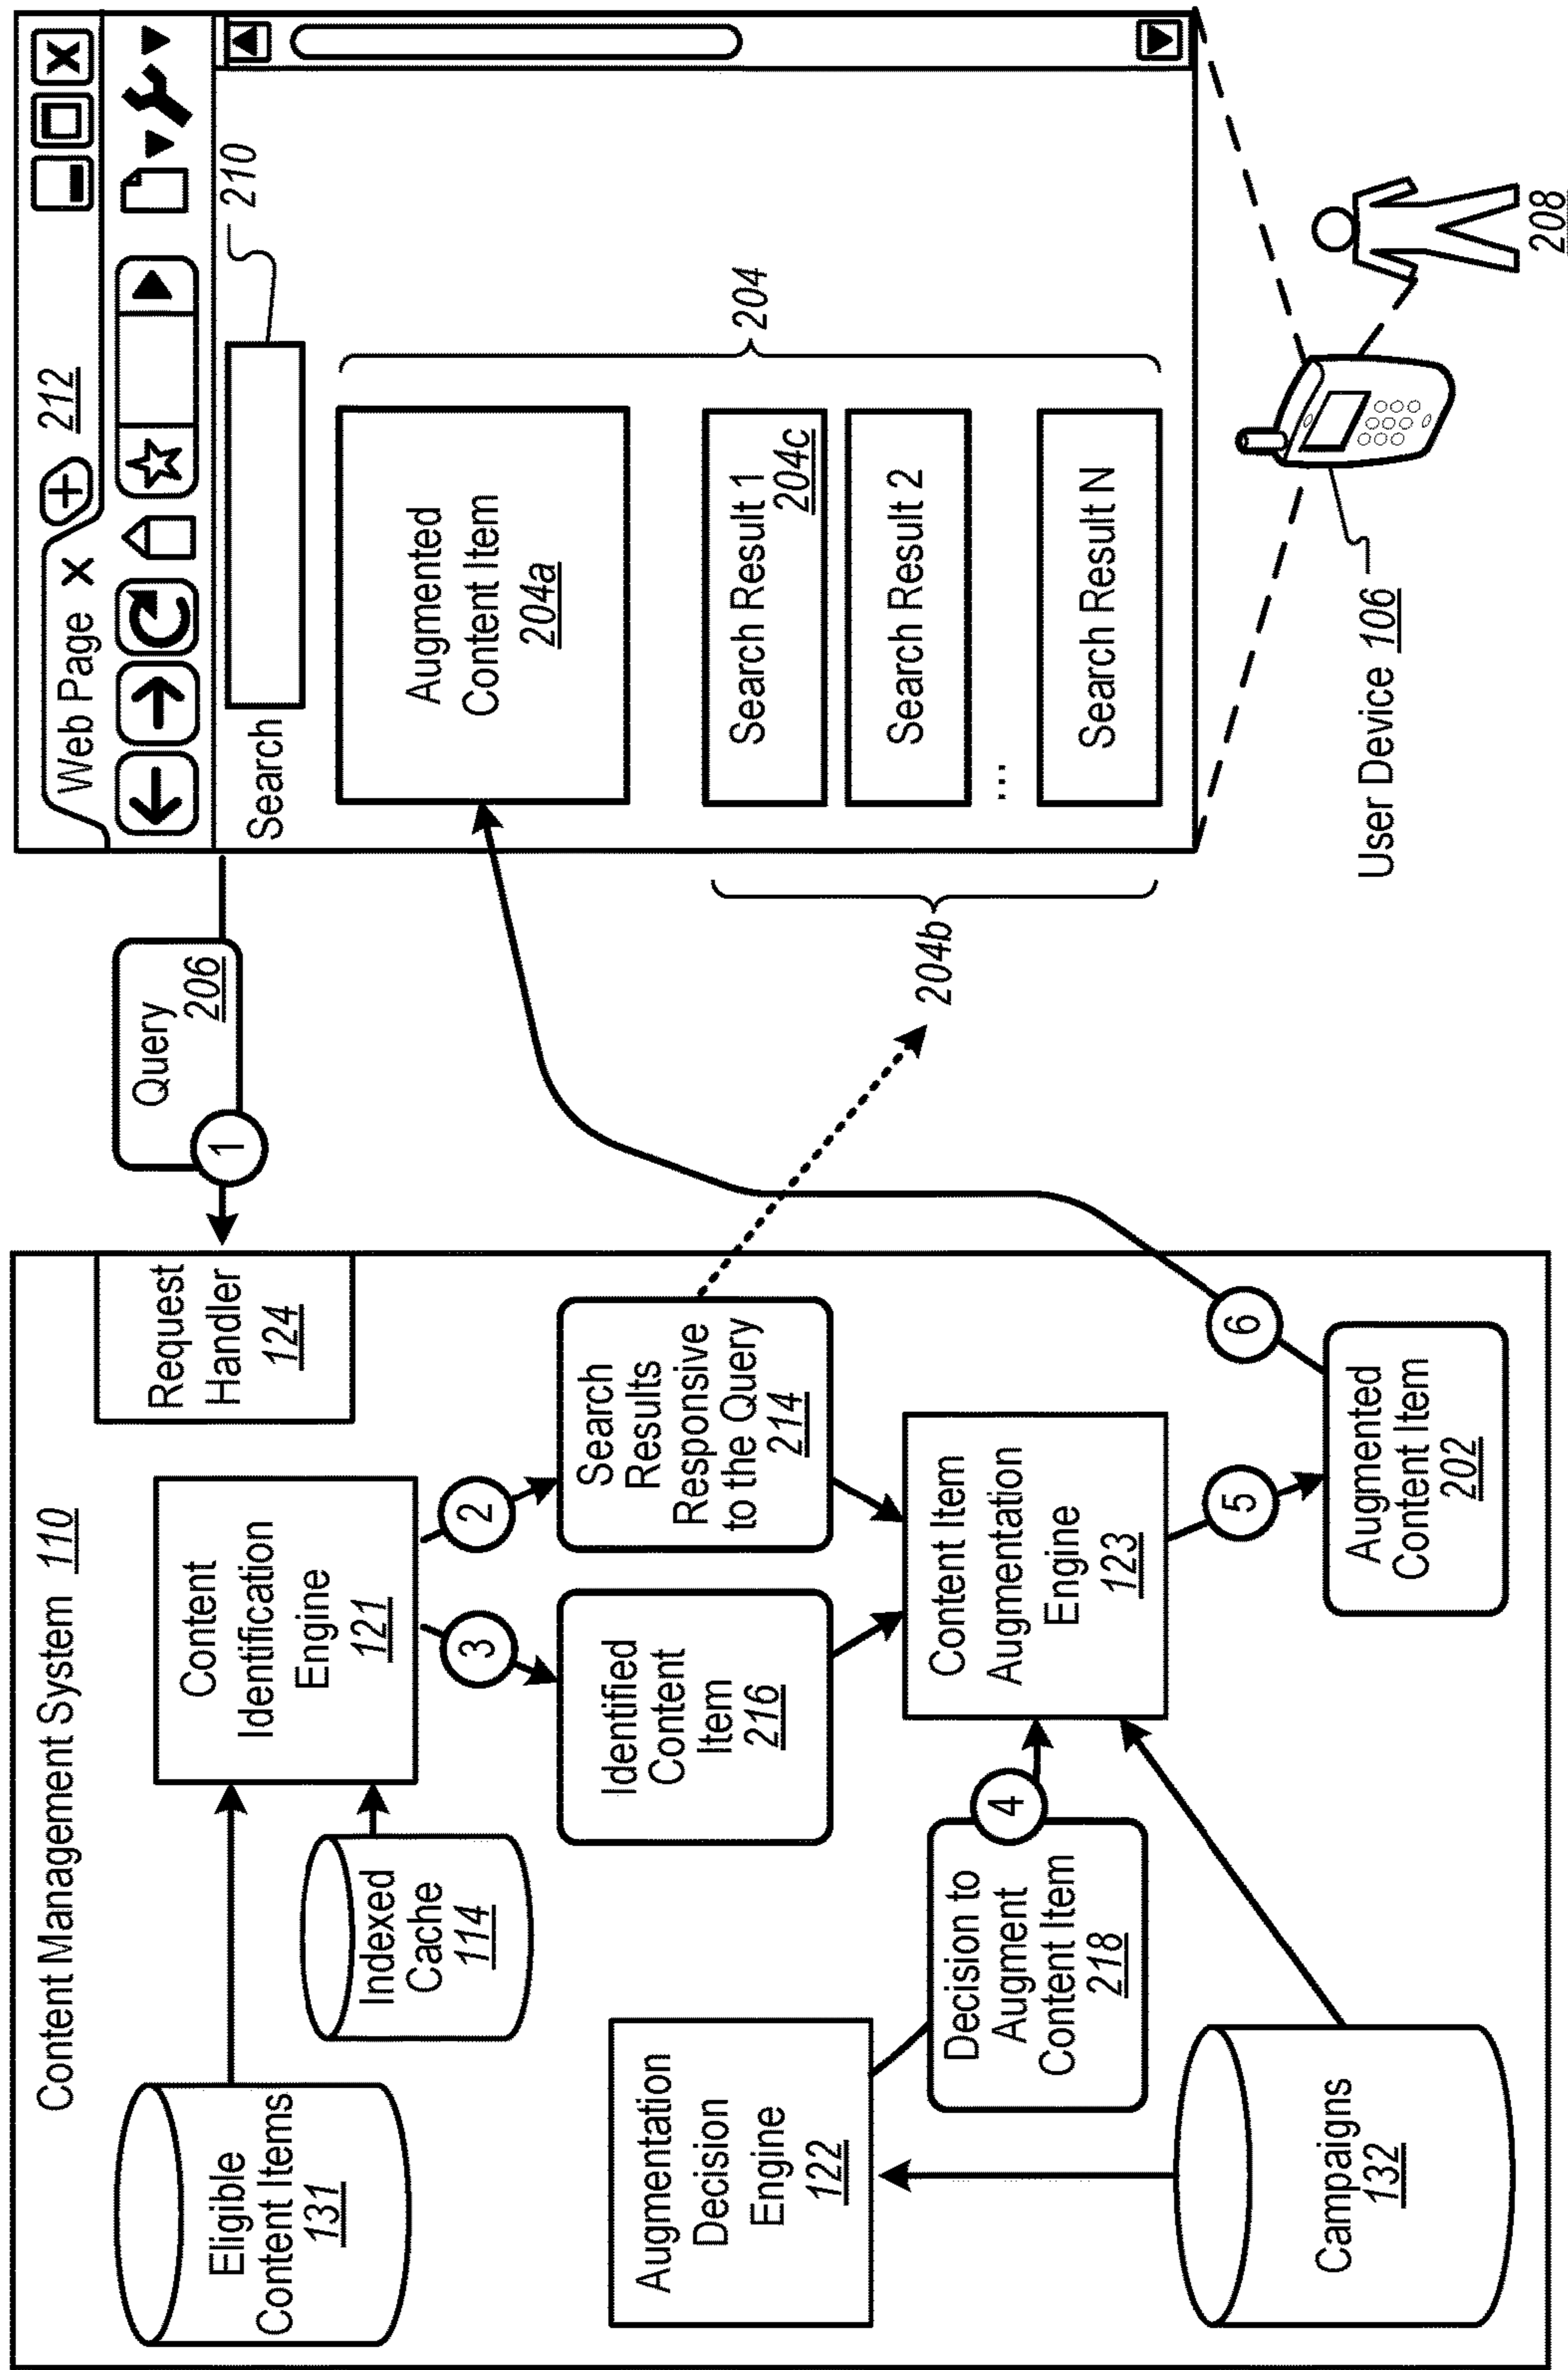 Content Management System 110
Eligible
Content Items
131
Indexed
Cache
114
Content
Identification
Engine
121
Request
Handler
124
Query
206
1
2
3
Search
Results
Responsive
to the Query
214
Identified
Content
Item
216
Augmentation
Decision
Engine
122
Decision to
Augment
Content Item
218
4
Content Item
Augmentation
Engine
123
Campaigns
132
5
Augmented
Content Item
202
6
Web Page X
212
X
Search
210
Augmented
Content Item
204a
204
Search Result 1
204c
Search Result 2
...
Search Result N
204b
User Device 106
208